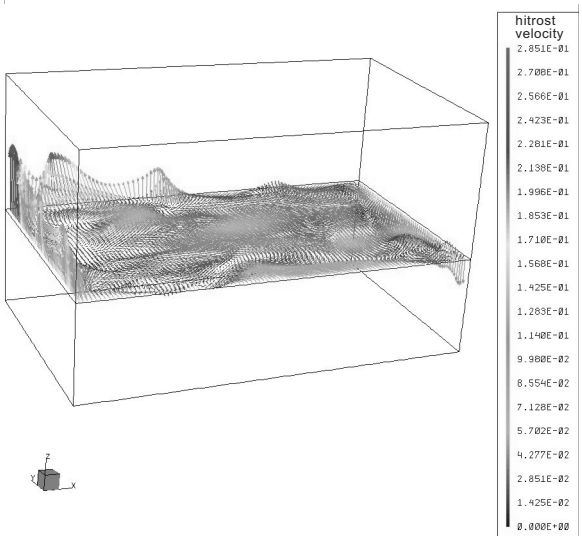 hitrost
velocity
2.851E-01
2.708E-01
2.566E-01
2.423E-01
2.281E-01
2.138E-01
1.996E-01
1.853E-01
1.710E-01
1.568E-01
1.425E-01
1.283E-01
1.140E-01
9.980E-02
8.554E-02
7.128E-02
5.702E-02
4.277E-02
2.851E-02
1.425E-02
0.000E+00
Z
Y
X